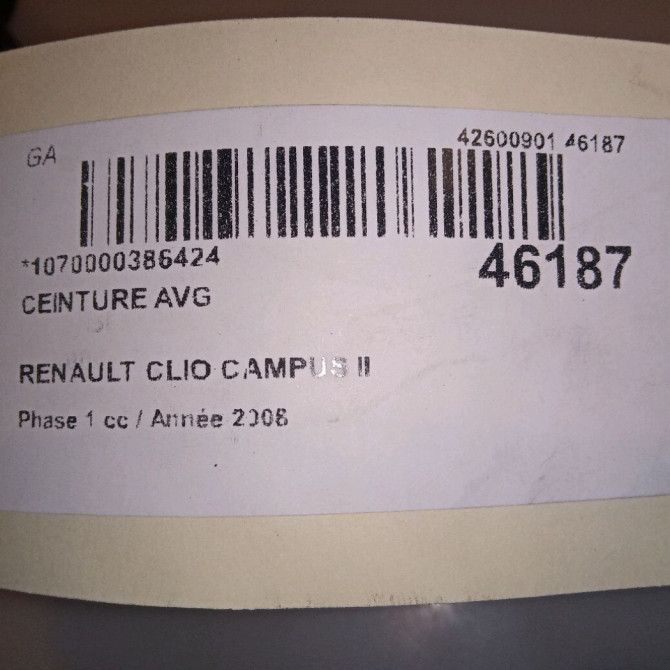 GA
42600901 46187
*1070000386424
46187
CEINTURE AVG
RENAULT CLIO CAMPUS II
Phase 1 cc / Année 2008